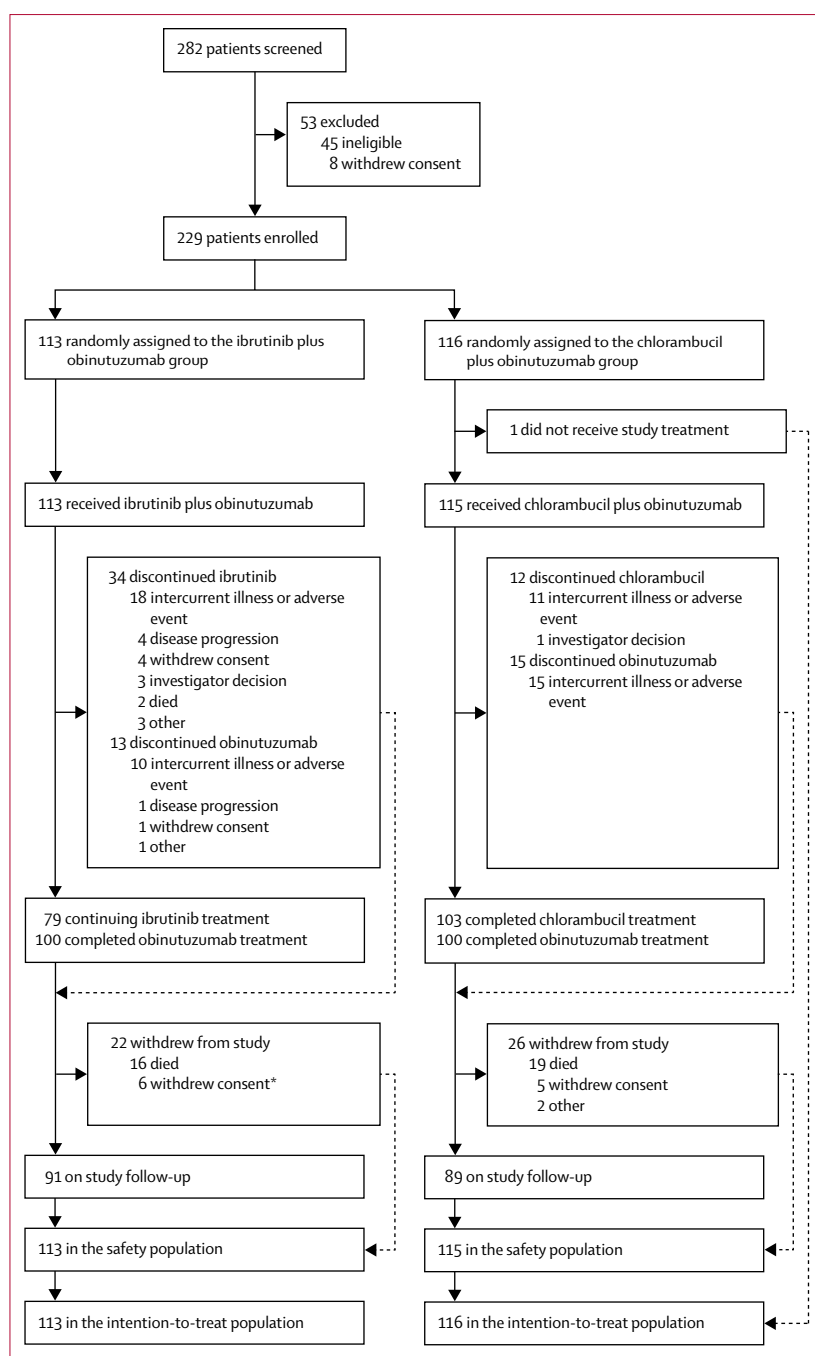 282 patients screened
53 excluded
45 ineligible
8 withdrew consent
229 patients enrolled
113 randomly assigned to the ibrutinib plus
obinutuzumab group
116 randomly assigned to the chlorambucil
plus obinutuzumab group
1 did not receive study treatment
113 received ibrutinib plus obinutuzumab
115 received chlorambucil plus obinutuzumab
34 discontinued ibrutinib
18 intercurrent illness or adverse
event
4 disease progression
4 withdrew consent
3 investigator decision
2 died
3 other
13 discontinued obinutuzumab
10 intercurrent illness or adverse
event
1 disease progression
1 withdrew consent
1 other
12 discontinued chlorambucil
11 intercurrent illness or adverse
event
1 investigator decision
15 discontinued obinutuzumab
15 intercurrent illness or adverse
event
79 continuing ibrutinib treatment
100 completed obinutuzumab treatment
103 completed chlorambucil treatment
100 completed obinutuzumab treatment
22 withdrew from study
16 died
6 withdrew consent*
26 withdrew from study
19 died
5 withdrew consent
2 other
91 on study follow-up
89 on study follow-up
113 in the safety population
115 in the safety population
113 in the intention-to-treat population
116 in the intention-to-treat population